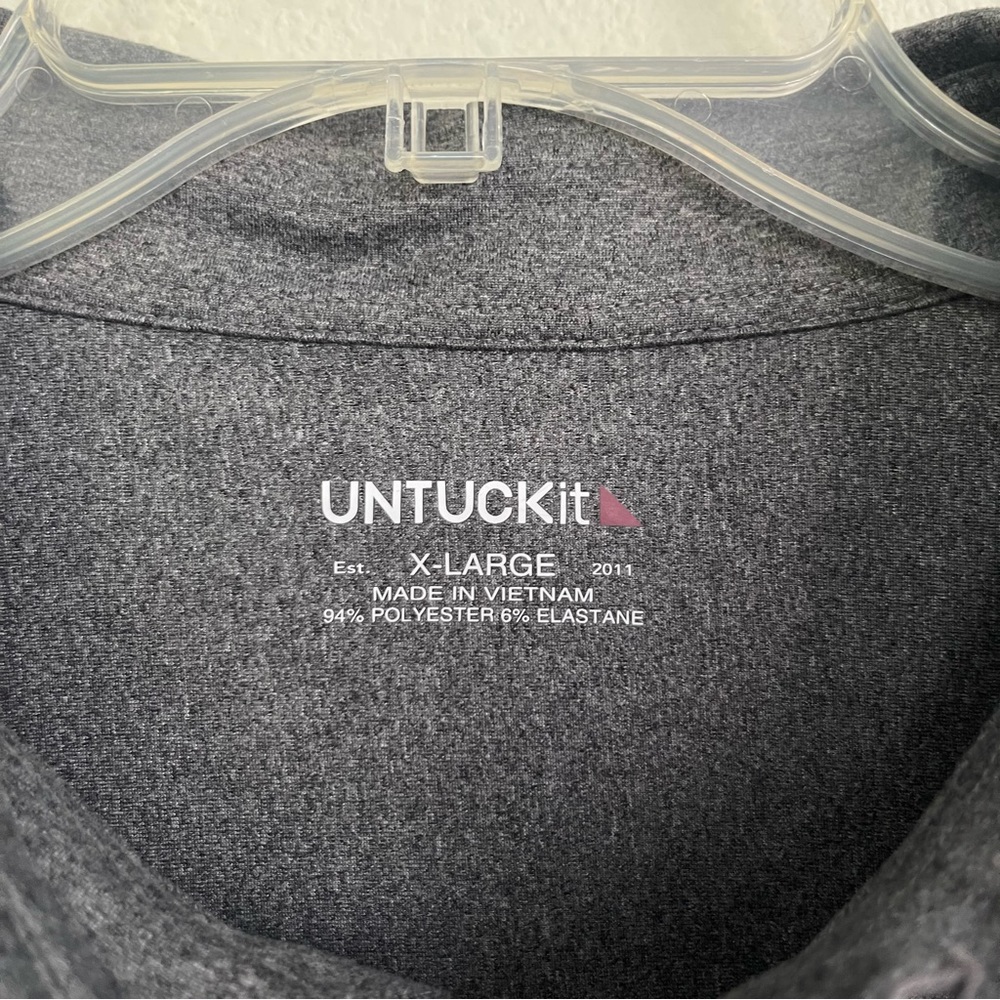 UNTUCKit
Est. X-LARGE 2011
MADE IN VIETNAM
94% POLYESTER 6% ELASTANE